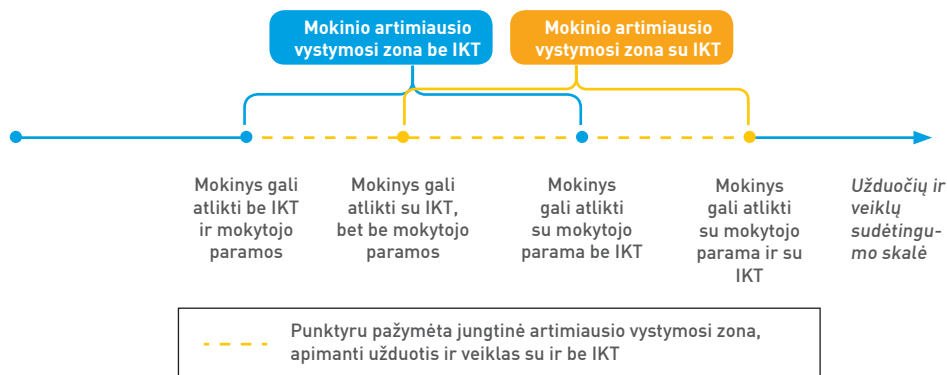 Mokinio artimiausio
vystymosi zona be IKT
Mokinio artimiausio
vystymosi zona su IKT
Mokinys gali
atlikti be IKT
ir mokytojo
paramos
Mokinys gali
atlikti su IKT,
bet be mokytojo
paramos
Mokinys
gali atlikti
su mokytojo
parama be IKT
Mokinys
gali atlikti
su mokytojo
parama ir su
IKT
Užduočių ir
veiklų
sudėtingu-
mo skalė
Punktyru pažymėta jungtinė artimiausio vystymosi zona,
apimanti užduotis ir veiklas su ir be IKT